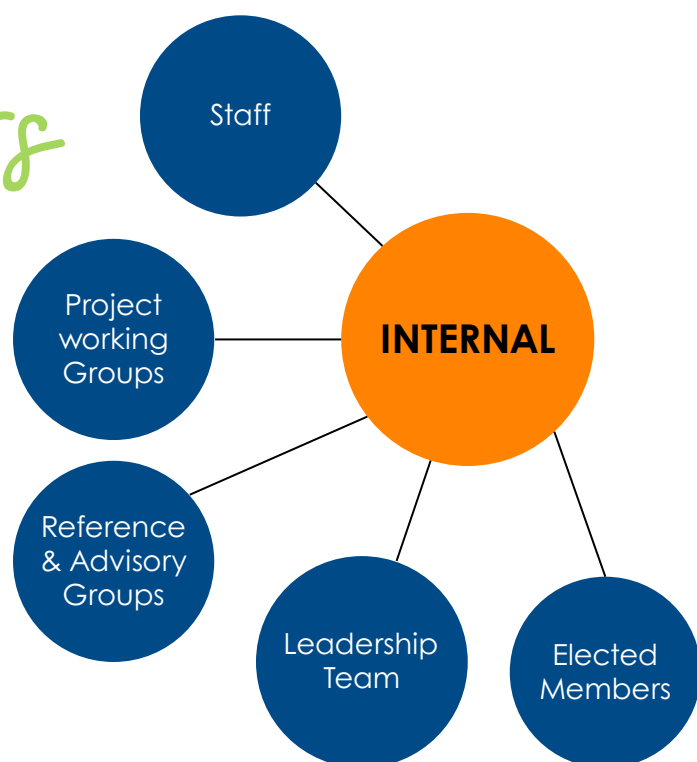 Staff
Project
working
Groups
INTERNAL
Reference
& Advisory
Groups
Leadership
Team
Elected
Members